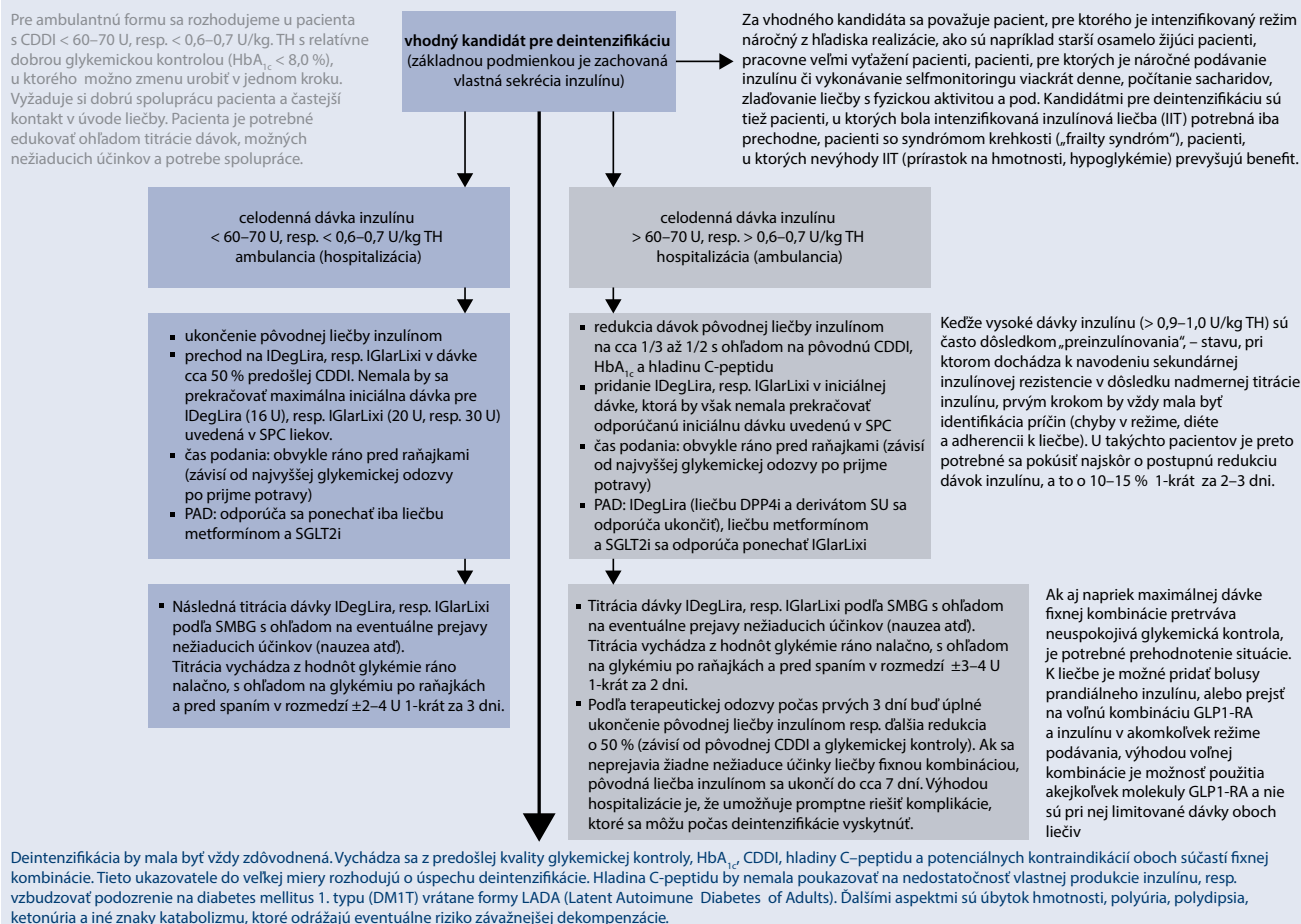 Pre ambulantnú formu sa rozhodujeme u pacienta
s CDDI < 60–70 U, resp. < 0,6–0,7 U/kg. TH s relatívne
dobrou glykemickou kontrolou (HbA1c < 8,0 %),
u ktorého možno zmenu urobiť v jednom kroku.
Vyžaduje si dobrú spoluprácu pacienta a častejší
kontakt v úvode liečby. Pacienta je potrebné
edukovať ohľadom titrácie dávok, možných
nežiaducich účinkov a potrebe spolupráce.
vhodný kandidát pre deintenzifikáciu
(základnou podmienkou je zachovaná
vlastná sekrécia inzulínu)
Za vhodného kandidáta sa považuje pacient, pre ktorého je intenzifikovaný režim
náročný z hľadiska realizácie, ako sú napríklad starší osamelo žijúci pacienti,
pracovne veľmi vyťažení pacienti, pacienti, pre ktorých je náročné podávanie
inzulínu či vykonávanie selfmonitoringu viackrát denne, počítanie sacharidov,
zlaďovanie liečby s fyzickou aktivitou a pod. Kandidátmi pre deintenzifikáciu sú
tiež pacienti, u ktorých bola intenzifikovaná inzulínová liečba (IIT) potrebná iba
prechodne, pacienti so syndrómom krehkosti („frailty syndróm“), pacienti,
u ktorých nevýhody IIT (prírastok na hmotnosti, hypoglykémie) prevyšujú benefit.
celodenná dávka inzulínu
< 60–70 U, resp. < 0,6–0,7 U/kg TH
ambulancia (hospitalizácia)
celodenná dávka inzulínu
> 60–70 U, resp. > 0,6–0,7 U/kg TH
hospitalizácia (ambulancia)
▪ ukončenie pôvodnej liečby inzulínom
▪ prechod na IDegLira, resp. IGlarLixi v dávke
cca 50 % predošlej CDDI. Nemala by sa
prekračovať maximálna iniciálna dávka pre
IDegLira (16 U), resp. IGlarLixi (20 U, resp. 30 U)
uvedená v SPC liekov.
▪ čas podania: obvykle ráno pred raňajkami
(závisí od najvyššej glykemickej odozvy
po prijme potravy)
▪ PAD: odporúča sa ponechať iba liečbu
metformínom a SGLT2i
▪ redukcia dávok pôvodnej liečby inzulínom
na cca 1/3 až 1/2 s ohľadom na pôvodnú CDDI,
HbA1c a hladinu C-peptidu
▪ pridanie IDegLira, resp. IGlarLixi v iniciálnej
dávke, ktorá by však nemala prekračovať
odporúčanú iniciálnu dávku uvedenú v SPC
▪ čas podania: obvykle ráno pred raňajkami (závisí
od najvyššej glykemickej odozvy po prijme
potravy)
▪ PAD: IDegLira (liečbu DPP4i a derivátom SU sa
odporúča ukončiť), liečbu metformínom
a SGLT2i sa odporúča ponechať IGlarLixi
Keďže vysoké dávky inzulínu (> 0,9–1,0 U/kg TH) sú
často dôsledkom „preinzulínovania“, – stavu, pri
ktorom dochádza k navodeniu sekundárnej
inzulínovej rezistencie v dôsledku nadmernej titrácie
inzulínu, prvým krokom by vždy mala byť
identifikácia príčin (chyby v režime, diéte
a adherencii k liečbe). U takýchto pacientov je preto
potrebné sa pokúsiť najskôr o postupnú redukciu
dávok inzulínu, a to o 10–15 % 1-krát za 2–3 dni.
▪ Následná titrácia dávky IDegLira, resp. IGlarLixi
podľa SMBG s ohľadom na eventuálne prejavy
nežiaducich účinkov (nauzea atď).
Titrácia vychádza z hodnôt glykémie ráno
nalačno, s ohľadom na glykémiu po raňajkách
a pred spaním v rozmedzí ±2–4 U 1-krát za 3 dni.
▪ Titrácia dávky IDegLira, resp. IGlarLixi podľa SMBG s ohľadom
na eventuálne prejavy nežiaducich účinkov (nauzea atď).
Titrácia vychádza z hodnôt glykémie ráno nalačno, s ohľadom
na glykémiu po raňajkách a pred spaním v rozmedzí ±3–4 U
1-krát za 2 dni.
▪ Podľa terapeutickej odozvy počas prvých 3 dní buď úplné
ukončenie pôvodnej liečby inzulínom resp. ďalšia redukcia
o 50 % (závisí od pôvodnej CDDI a glykemickej kontroly). Ak sa
neprejavia žiadne nežiaduce účinky liečby fixnou kombináciou,
pôvodná liečba inzulínom sa ukončí do cca 7 dní. Výhodou
hospitalizácie je, že umožňuje promptne riešiť komplikácie,
ktoré sa môžu počas deintenzifikácie vyskytnúť.
Ak aj napriek maximálnej dávke
fixnej kombinácie pretrváva
neuspokojivá glykemická kontrola,
je potrebné prehodnotenie situácie.
K liečbe je možné pridať bolusy
prandiálneho inzulínu, alebo prejsť
na voľnú kombináciu GLP1-RA
a inzulínu v akomkoľvek režime
podávania, výhodou voľnej
kombinácie je možnosť použitia
akejkoľvek molekuly GLP1-RA a nie
sú pri nej limitované dávky oboch
liečiv
Deintenzifikácia by mala byť vždy zdôvodnená. Vychádza sa z predošlej kvality glykemickej kontroly, HbA1c, CDDI, hladiny C–peptidu a potenciálnych kontraindikácií oboch súčastí fixnej
kombinácie. Tieto ukazovatele do veľkej miery rozhodujú o úspechu deintenzifikácie. Hladina C-peptidu by nemala poukazovať na nedostatočnosť vlastnej produkcie inzulínu, resp.
vzbudzovať podozrenie na diabetes mellitus 1. typu (DM1T) vrátane formy LADA (Latent Autoimune Diabetes of Adults). Ďalšími aspektmi sú úbytok hmotnosti, polyúria, polydipsia,
ketonúria a iné znaky katabolizmu, ktoré odrážajú eventuálne riziko závažnejšej dekompenzácie.